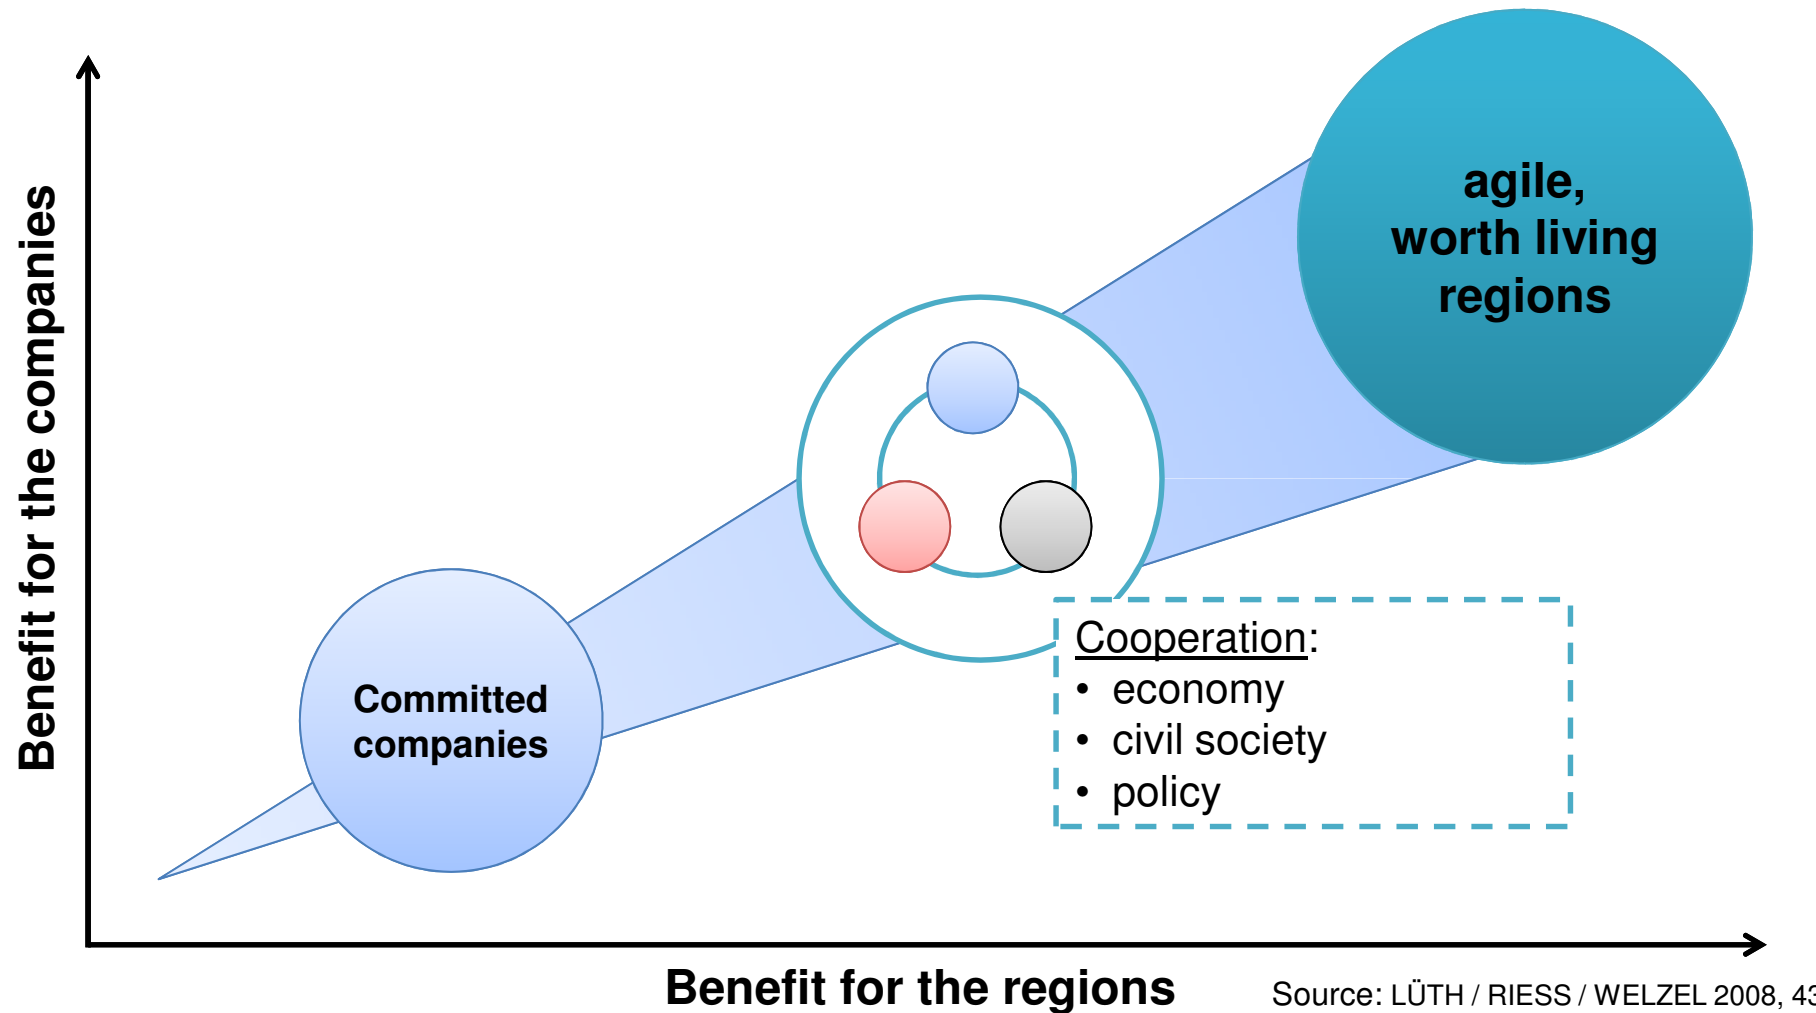 Benefit for the companies
agile,
worth living
regions
Committed
companies
Cooperation:
• economy
• civil society
• policy
Benefit for the regions
Source: LÜTH / RIESS / WELZEL 2008, 43